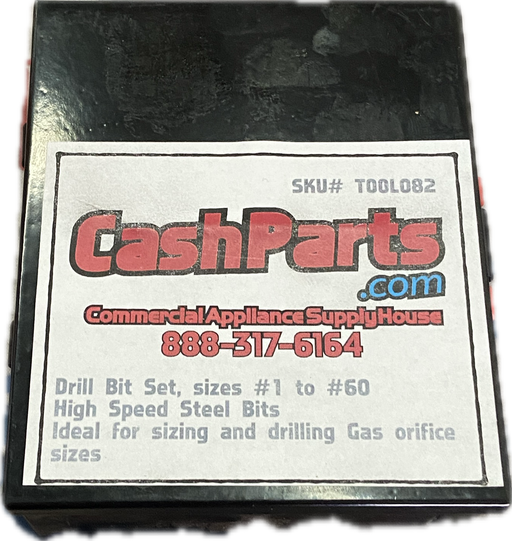 SKU# TOOL082
CashParts
.com
Commercial Appliance Supply House
888-317-6164
Drill Bit Set, sizes #1 to #60
High Speed Steel Bits
Ideal for sizing and drilling Gas orifice
sizes